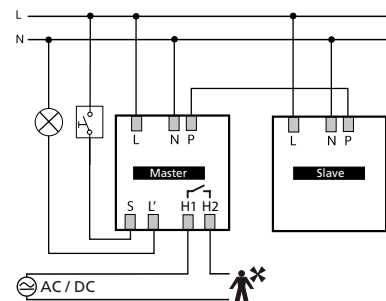 L
N
L N P
L N P
Master
Slave
S L' H1 H2
AC / DC